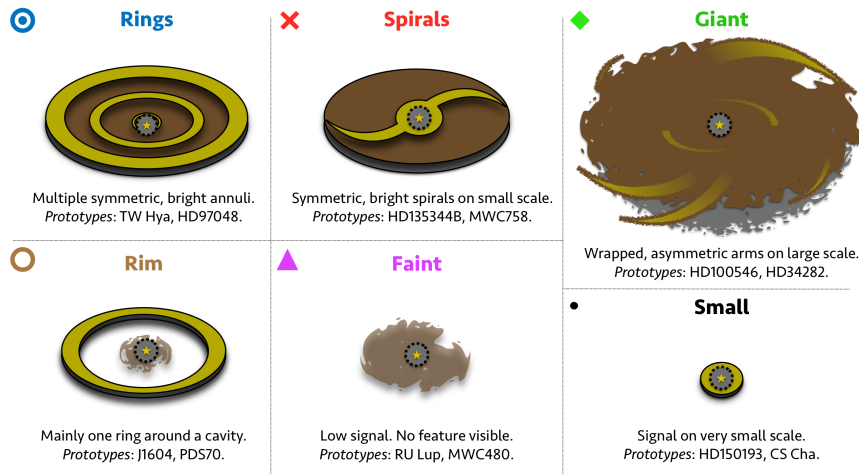 Rings
Multiple symmetric, bright annuli.
Prototypes: TW Hya, HD97048.
Spirals
Symmetric, bright spirals on small scale.
Prototypes: HD135344B, MWC758.
Giant
Wrapped, asymmetric arms on large scale.
Prototypes: HD100546, HD34282.
Rim
Mainly one ring around a cavity.
Prototypes: J1604, PDS70.
Faint
Low signal. No feature visible.
Prototypes: RU Lup, MWC480.
Small
Signal on very small scale.
Prototypes: HD150193, CS Cha.